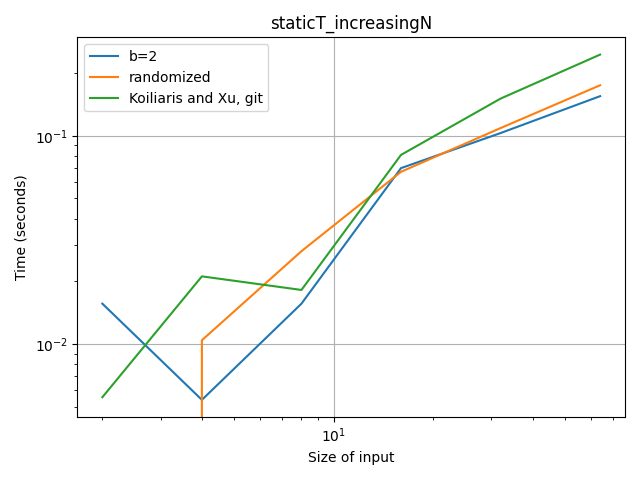 staticT_increasingN
b=2
randomized
Koiliaris and Xu, git
Time (seconds)
10⁻¹
10⁻²
10¹
Size of input